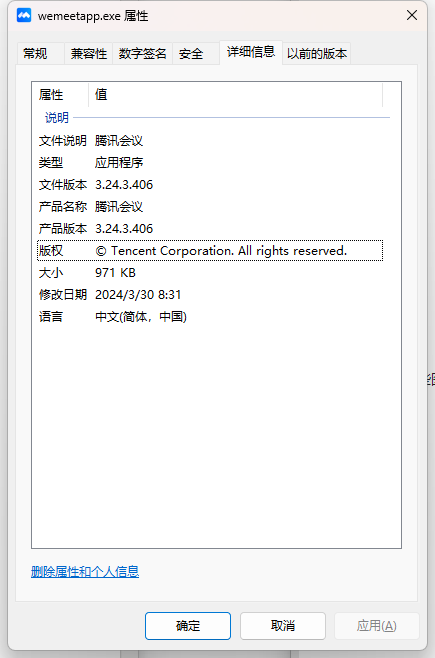 wemeetapp.exe 属性
常规 兼容性 数字签名 安全 详细信息 以前的版本
属性 值
说明
文件说明 腾讯会议
类型 应用程序
文件版本 3.24.3.406
产品名称 腾讯会议
产品版本 3.24.3.406
版权 © Tencent Corporation. All rights reserved.
大小 971 KB
修改日期 2024/3/30 8:31
语言 中文(简体，中国)
删除属性和个人信息
确定 取消 应用(A)